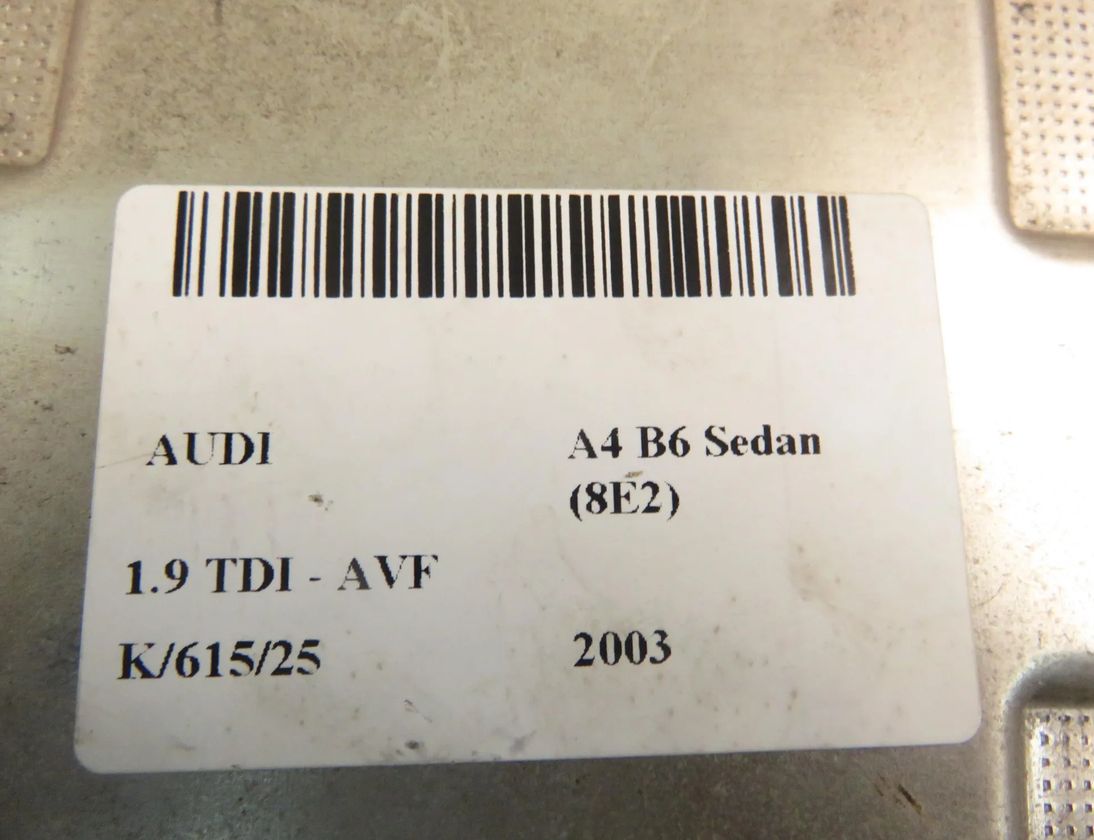 AUDI
A4 B6 Sedan
(8E2)
1.9 TDI - AVF
K/615/25
2003